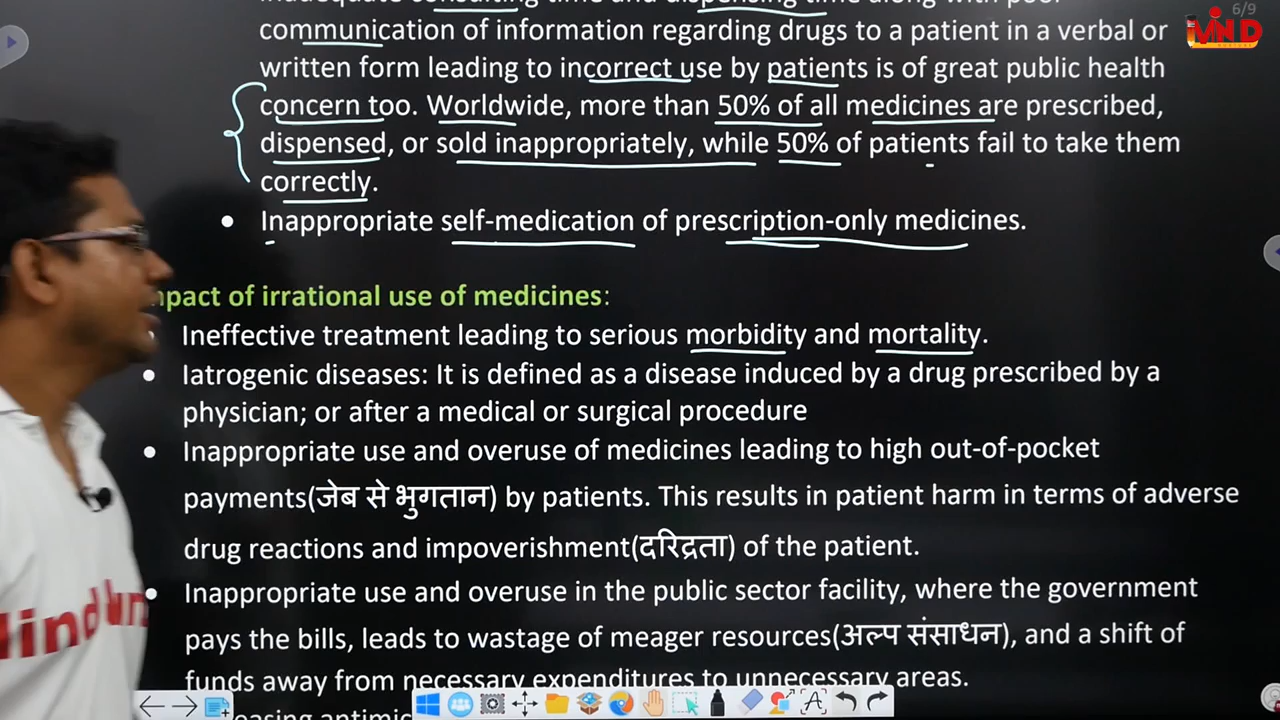 6/9
communication of information regarding drugs to a patient in a verbal or
written form leading to incorrect use by patients is of great public health
concern too. Worldwide, more than 50% of all medicines are prescribed,
dispensed, or sold inappropriately, while 50% of patients fail to take them
correctly.
• Inappropriate self-medication of prescription-only medicines.
mpact of irrational use of medicines:
Ineffective treatment leading to serious morbidity and mortality.
• Iatrogenic diseases: It is defined as a disease induced by a drug prescribed by a
physician; or after a medical or surgical procedure
• Inappropriate use and overuse of medicines leading to high out-of-pocket
payments(जेब से भुगतान) by patients. This results in patient harm in terms of adverse
drug reactions and impoverishment(दरिद्रता) of the patient.
• Inappropriate use and overuse in the public sector facility, where the government
pays the bills, leads to wastage of meager resources(अल्प संसाधन), and a shift of
funds away from necessary expenditures to unnecessary areas.